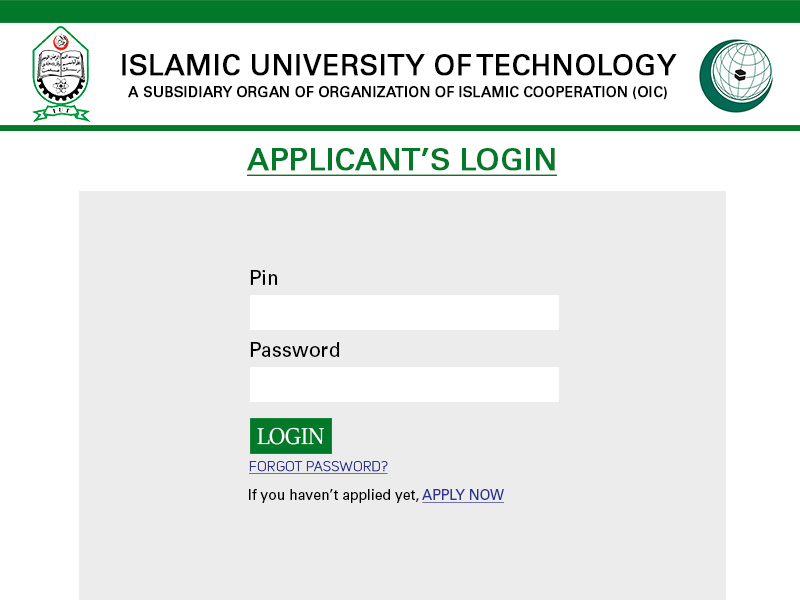 ISLAMIC UNIVERSITY OF TECHNOLOGY
A SUBSIDIARY ORGAN OF ORGANIZATION OF ISLAMIC COOPERATION (OIC)
IUT
APPLICANT’S LOGIN
Pin
Password
LOGIN
FORGOT PASSWORD?
If you haven’t applied yet, APPLY NOW